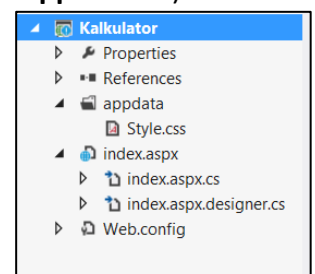 Kalkulator
Properties
References
appdata
Style.css
index.aspx
index.aspx.cs
index.aspx.designer.cs
Web.config